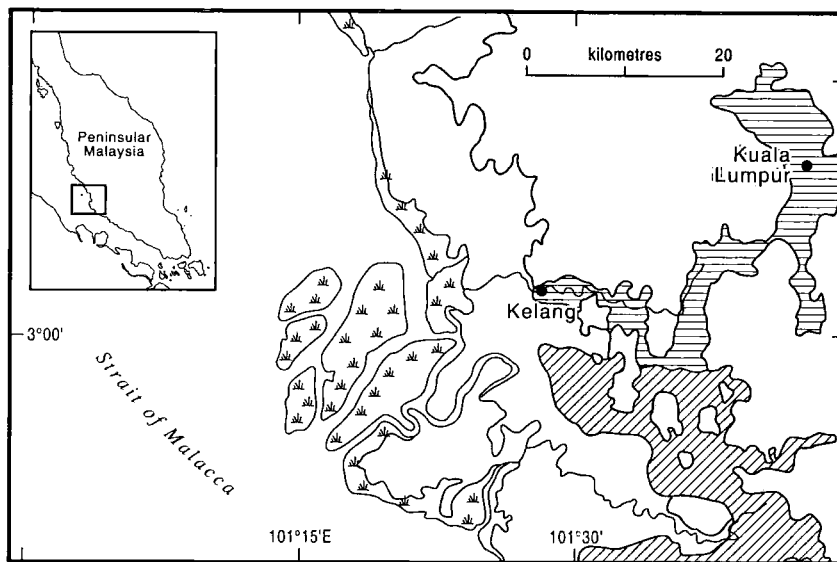 0 kilometres 20
Peninsular
Malaysia
Kuala
Lumpur
Kelang
3°00'
Strait of Malacca
101°15'E
101°30'